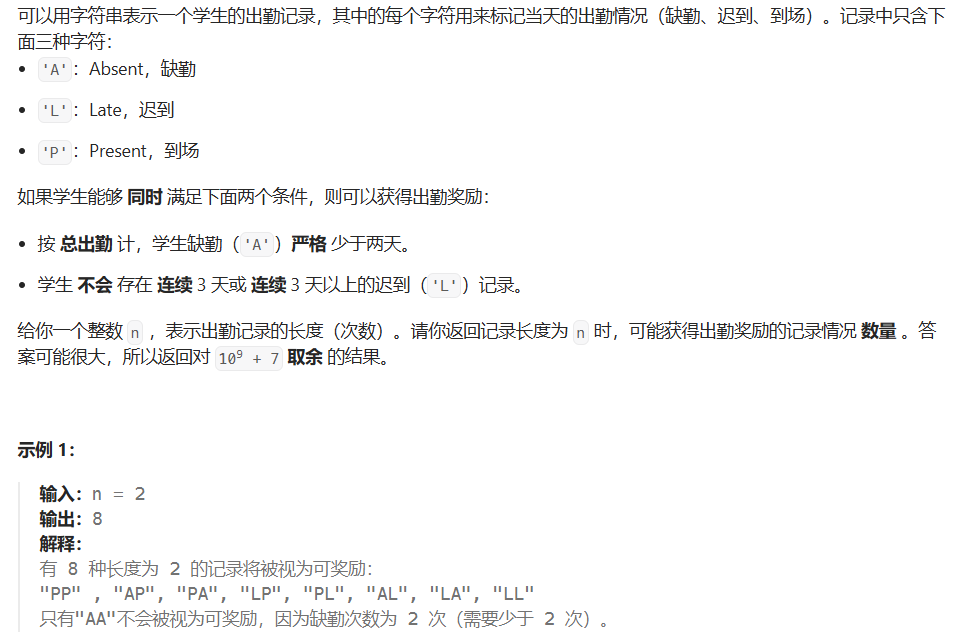 可以用字符串表示一个学生的出勤记录，其中的每个字符用来标记当天的出勤情况（缺勤、迟到、到场）。记录中只含下
面三种字符：
• 'A'：Absent，缺勤
• 'L'：Late，迟到
• 'P'：Present，到场
如果学生能够 同时 满足下面两个条件，则可以获得出勤奖励：
• 按 总出勤 计，学生缺勤（'A'）严格 少于两天。
• 学生 不会 存在 连续 3 天或 连续 3 天以上的迟到（'L'）记录。
给你一个整数 n ，表示出勤记录的长度（次数）。请你返回记录长度为 n 时，可能获得出勤奖励的记录情况 数量 。答
案可能很大，所以返回对 10⁹ + 7 取余 的结果。
示例 1：
输入：n = 2
输出：8
解释：
有 8 种长度为 2 的记录将被视为可奖励：
"PP" , "AP", "PA", "LP", "PL", "AL", "LA", "LL"
只有"AA"不会被视为可奖励，因为缺勤次数为 2 次（需要少于 2 次）。